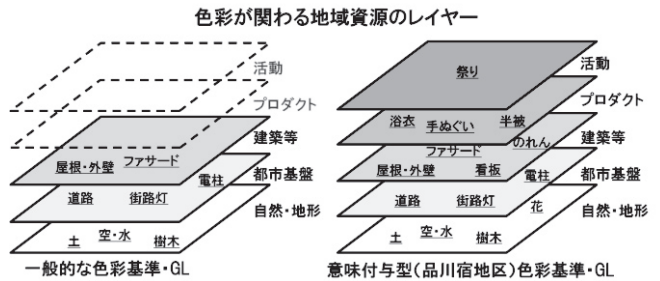 色彩が関わる地域資源のレイヤー
活動
プロダクト
建築等
屋根・外壁 ファサード
都市基盤
道路 街路灯 電柱
自然・地形
土 空・水 樹木
一般的な色彩基準・GL
活動
祭り
プロダクト
浴衣 手ぬぐい 半被
のれん
建築等
ファサード
屋根・外壁 看板
都市基盤
道路 街路灯 電柱
自然・地形
土 空・水 樹木 花
意味付与型(品川宿地区)色彩基準・GL